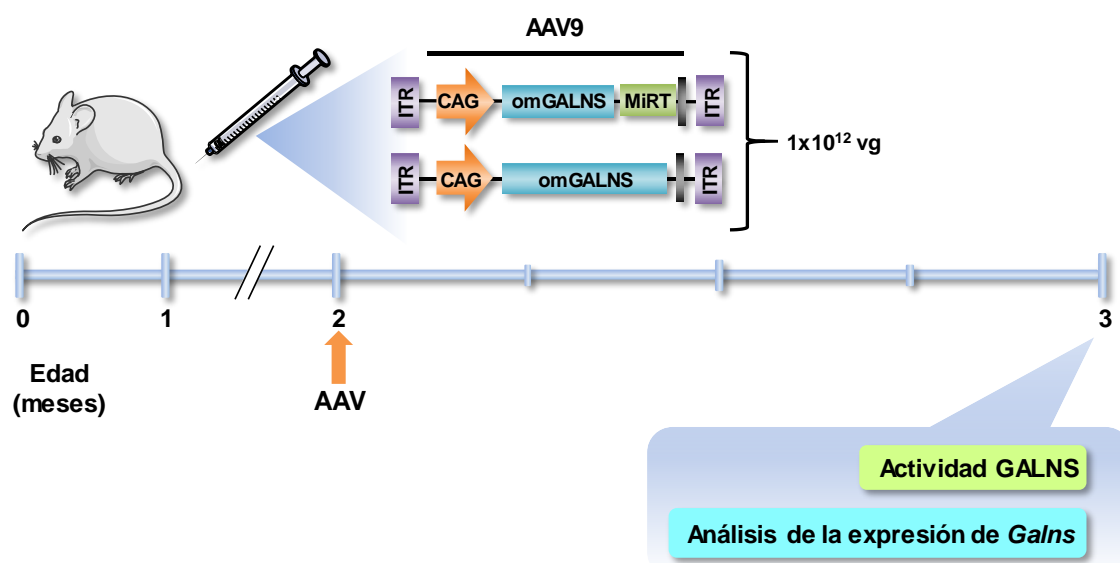 AAV9
ITR CAG omGALNS MiRT ITR
ITR CAG omGALNS ITR
1x10¹² vg
0 1 2 3
Edad
(meses)
AAV
Actividad GALNS
Análisis de la expresión de Galns